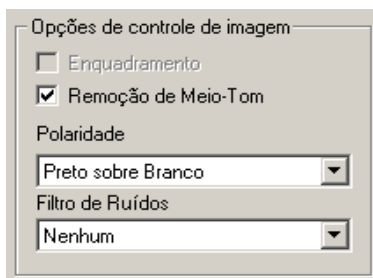 Opções de controle de imagem
Enquadramento
Remoção de Meio-Tom
Polaridade
Preto sobre Branco
Filtro de Ruídos
Nenhum